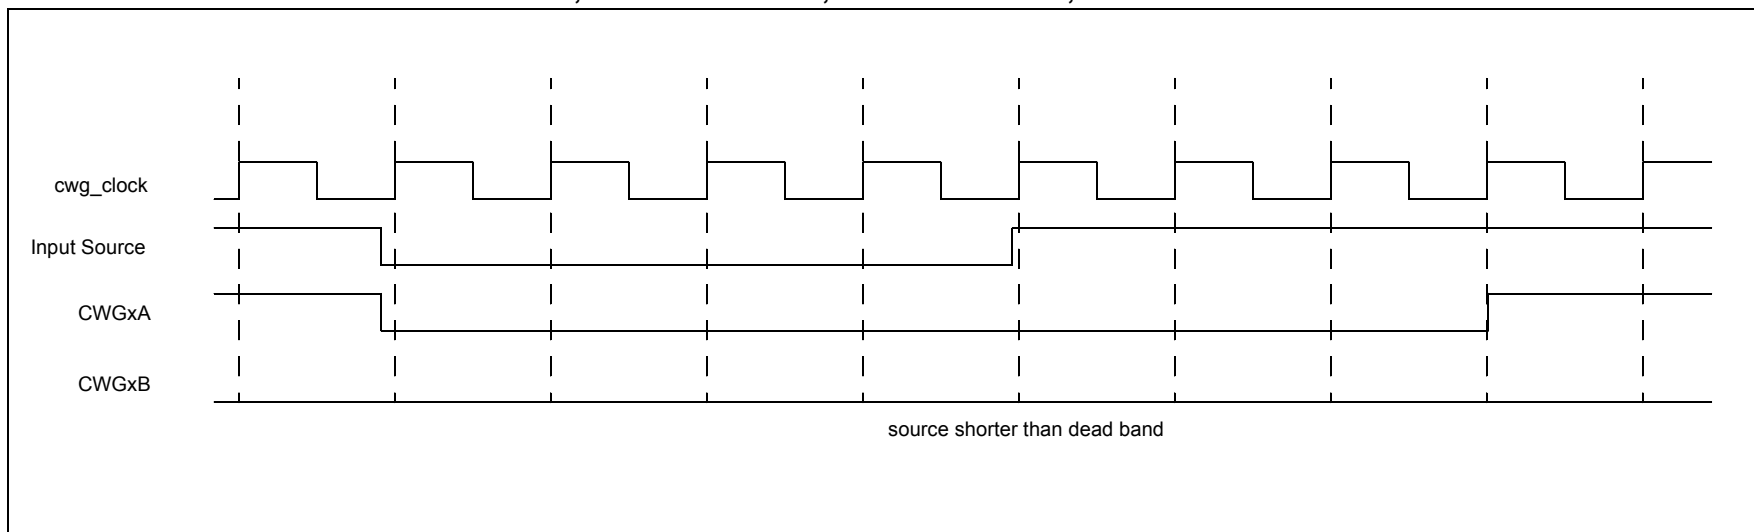 cwg_clock
Input Source
CWGxA
CWGxB
source shorter than dead band